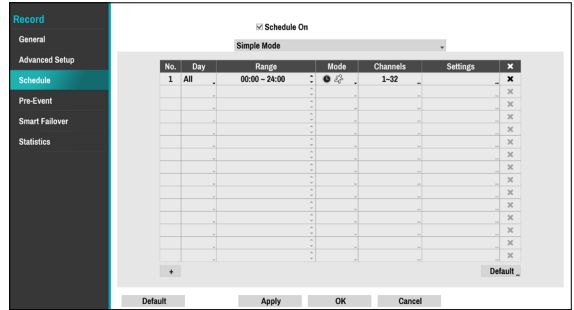 Record
General
Advanced Setup
Schedule
Pre-Event
Smart Failover
Statistics
Schedule On
Simple Mode
No. Day Range Mode Channels Settings
1 All 00:00 ~ 24:00 1~32
+ Default
Default Apply OK Cancel